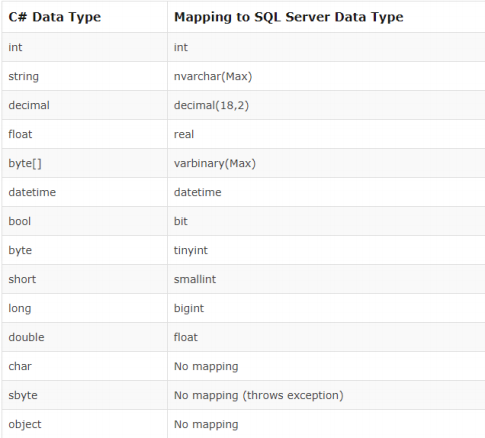 C# Data Type Mapping to SQL Server Data Type
int int
string nvarchar(Max)
decimal decimal(18,2)
float real
byte[] varbinary(Max)
datetime datetime
bool bit
byte tinyint
short smallint
long bigint
double float
char No mapping
sbyte No mapping (throws exception)
object No mapping